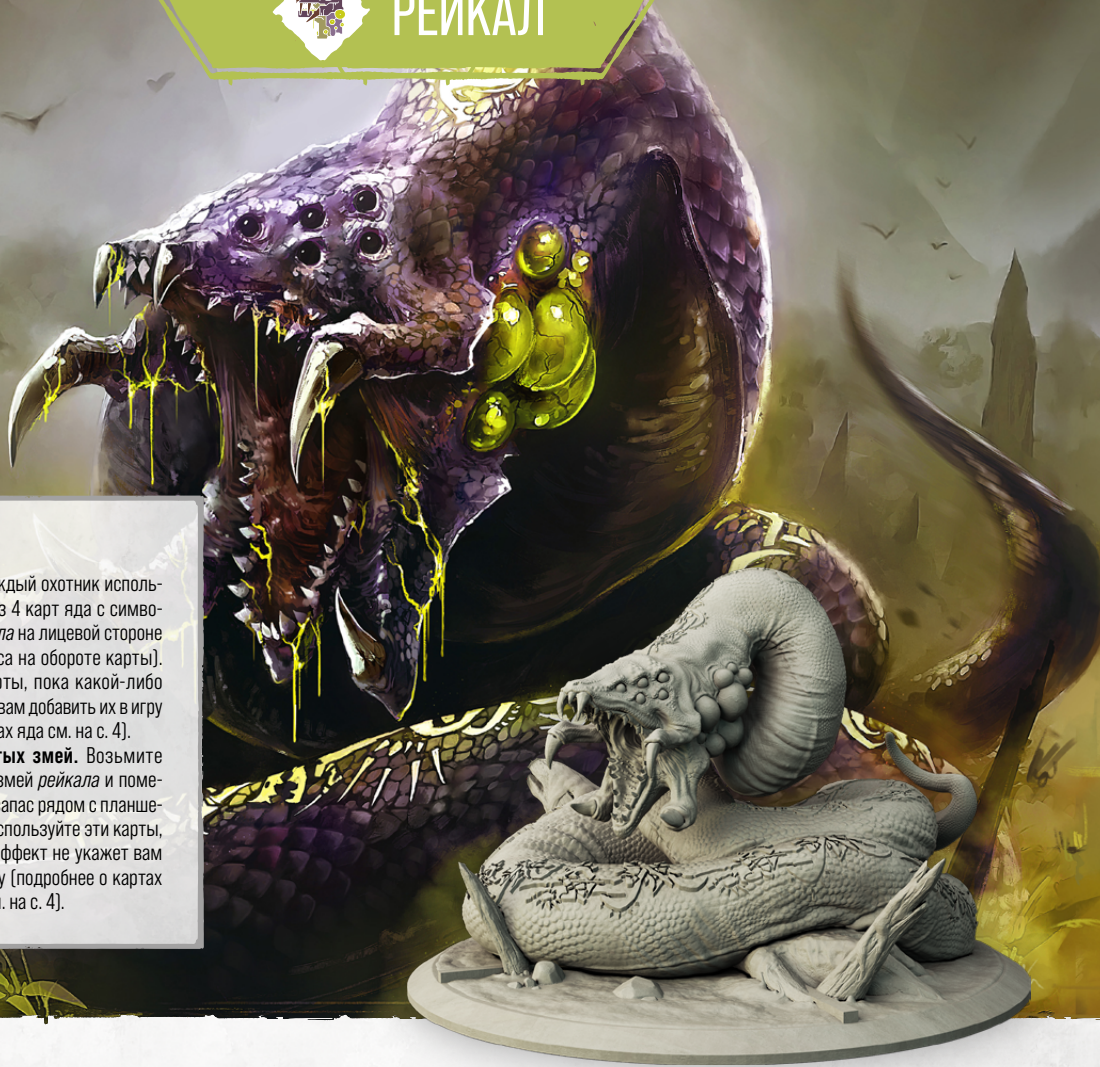 РЕЙКАЛ
ждый охотник исполь-
з 4 карт яда с симво-
ла на лицевой стороне
са на обороте карты).
рты, пока какой-либо
вам добавить их в игру
ах яда см. на с. 4).
тых змей. Возьмите
змей рейкала и поме-
запас рядом с планше-
спользуйте эти карты,
ффект не укажет вам
у (подробнее о картах
. на с. 4).